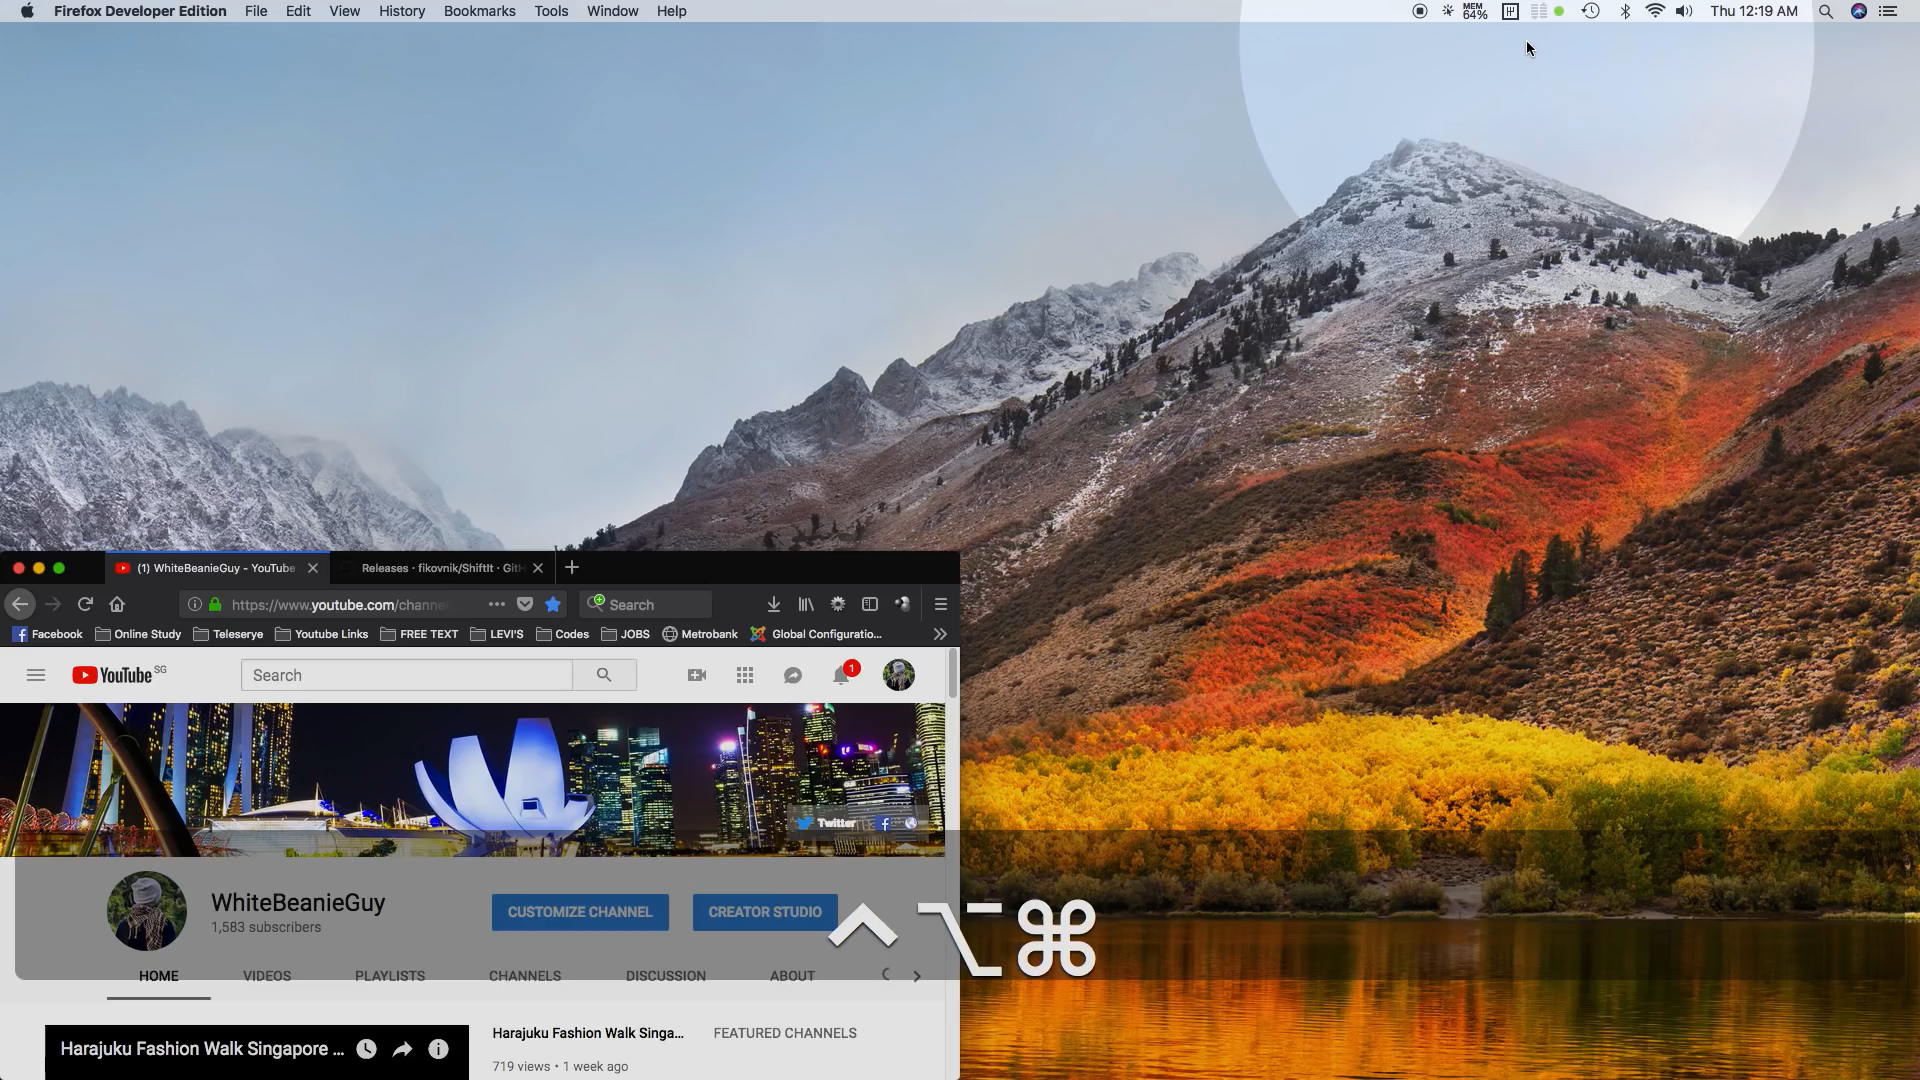 Firefox Developer Edition File Edit View History Bookmarks Tools Window Help
MEM
64%
Thu 12:19 AM
(1) WhiteBeanieGuy - YouTube
Releases · fikovnik/ShiftIt · GitH
https://www.youtube.com/channe
Search
Facebook Online Study Teleserye Youtube Links FREE TEXT LEVI'S Codes JOBS Metrobank Global Configuratio...
YouTube SG
Search
1
Twitter
WhiteBeanieGuy
1,583 subscribers
CUSTOMIZE CHANNEL
CREATOR STUDIO
⌃⌥⌘
HOME VIDEOS PLAYLISTS CHANNELS DISCUSSION ABOUT
Harajuku Fashion Walk Singapore ...
Harajuku Fashion Walk Singa...
719 views • 1 week ago
FEATURED CHANNELS